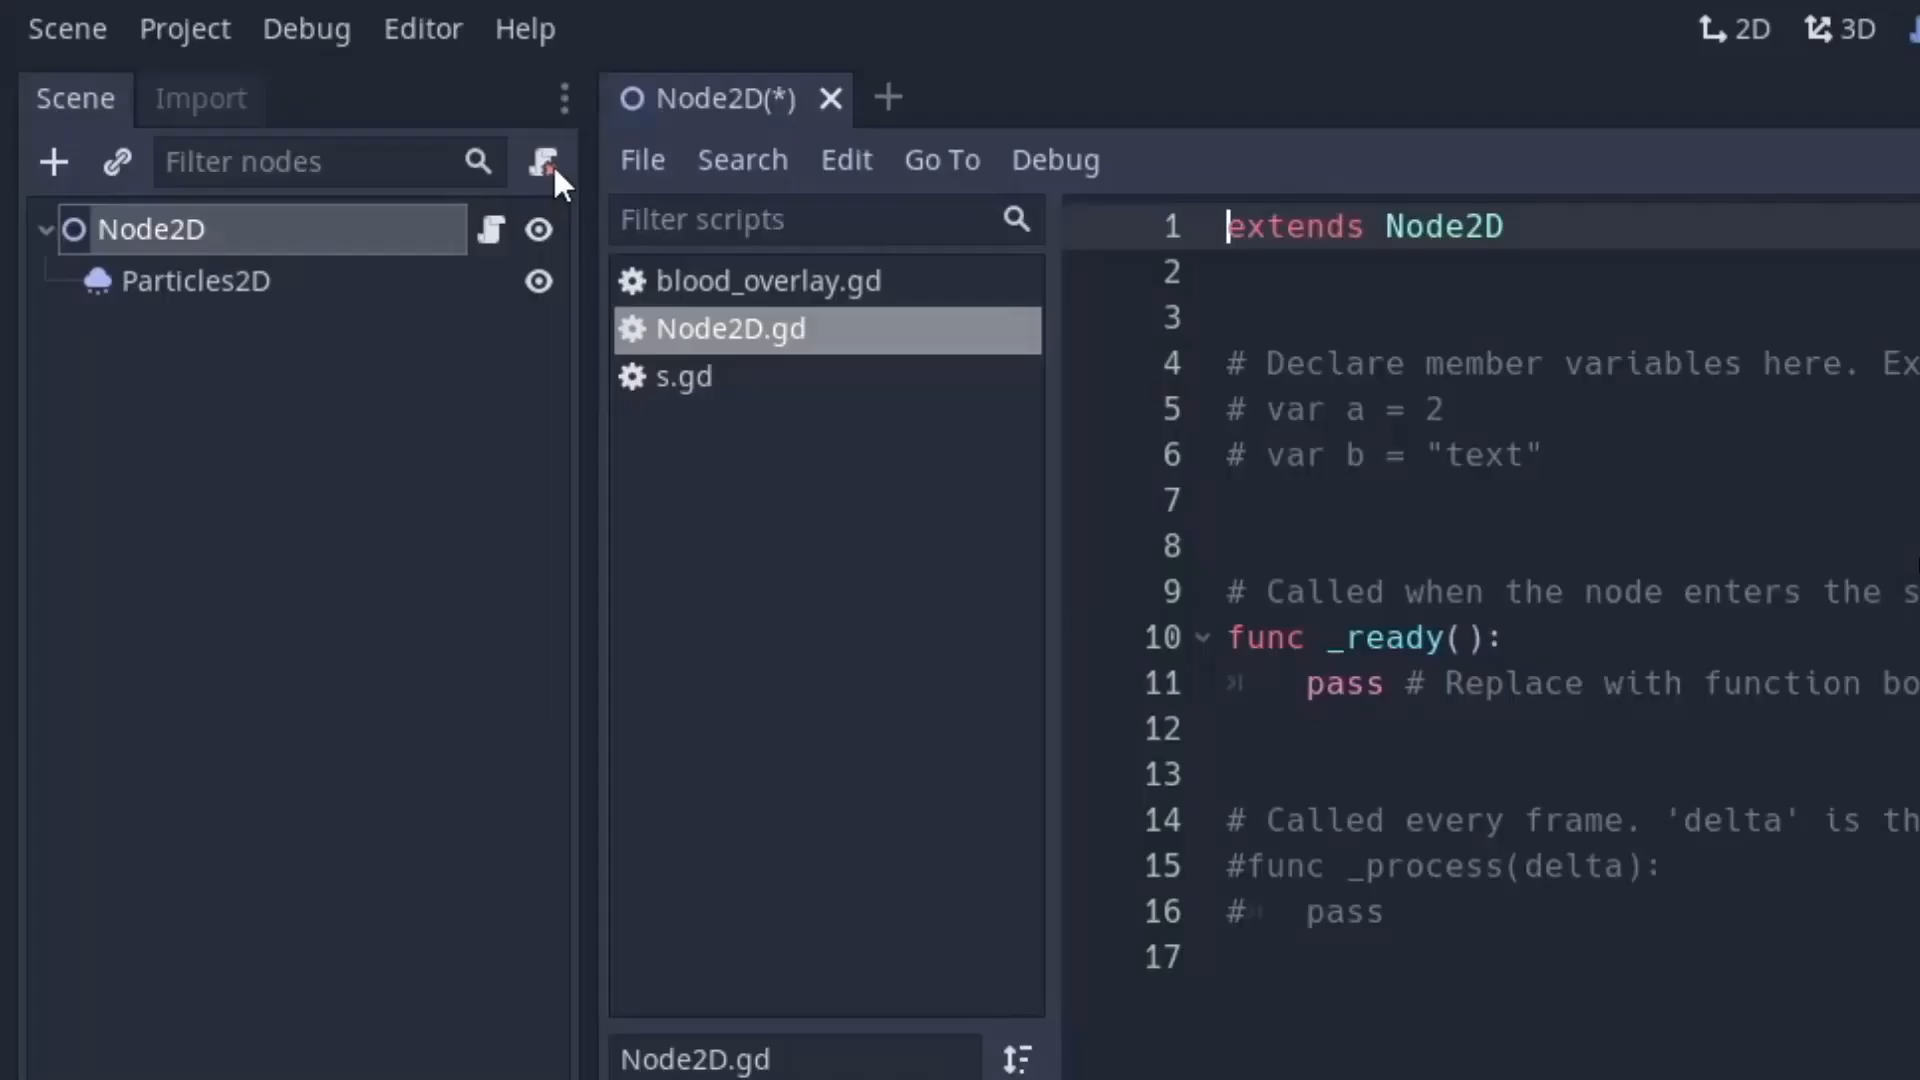 Scene Project Debug Editor Help 2D 3D
Scene Import
Node2D(*)
Filter nodes
File Search Edit Go To Debug
Node2D
Particles2D
Filter scripts
blood_overlay.gd
Node2D.gd
s.gd
Node2D.gd
1 extends Node2D
2
3
4 # Declare member variables here. Ex
5 # var a = 2
6 # var b = "text"
7
8
9 # Called when the node enters the s
10 func _ready():
11 pass # Replace with function bo
12
13
14 # Called every frame. 'delta' is th
15 #func _process(delta):
16 # pass
17